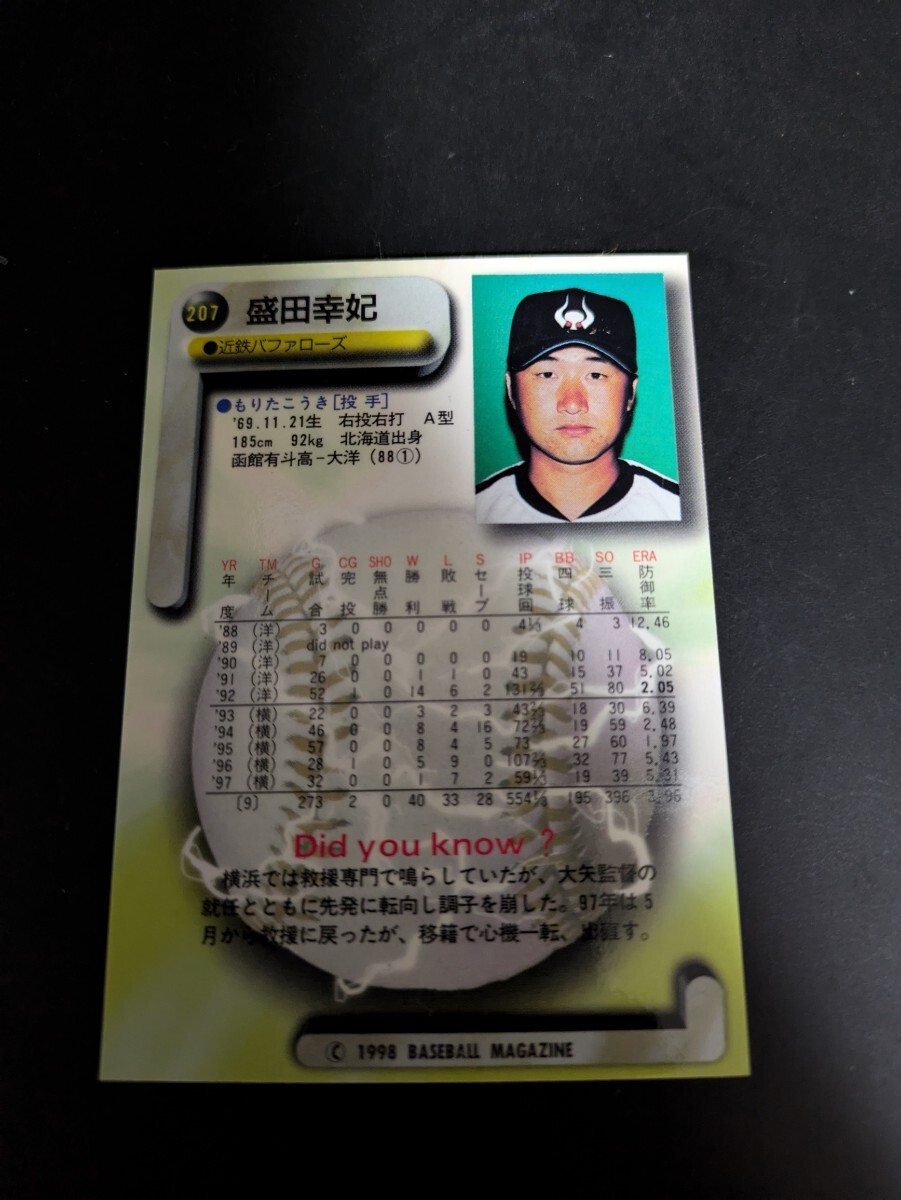 207 盛田幸妃
●近鉄バファローズ
●もりたこうき[投 手]
'69.11.21生 右投右打 A型
185cm 92kg 北海道出身
函館有斗高−大洋（88①）
YR TM G CG SHO W L S IP BB SO ERA
年度 チーム 試合 完投 無点勝 勝利 敗戦 セーブ 投球回 四球 三振 防御率
'88 (洋) 3 0 0 0 0 0 4⅓ 4 3 12.46
'89 (洋) did not play
'90 (洋) 7 0 0 0 0 0 19 10 11 8.05
'91 (洋) 26 0 0 1 1 0 43 15 37 5.02
'92 (洋) 52 1 0 14 6 2 131⅔ 51 80 2.05
'93 (横) 22 0 0 3 2 3 43⅔ 18 30 6.39
'94 (横) 46 0 0 8 4 16 72⅔ 19 59 2.48
'95 (横) 57 0 0 8 4 5 73 27 60 1.97
'96 (横) 28 1 0 5 9 0 107⅔ 32 77 5.43
'97 (横) 32 0 0 1 7 2 59⅓ 19 39 5.31
〔9〕 273 2 0 40 33 28 554⅓ 195 396 3.96
Did you know ?
横浜では救援専門で鳴らしていたが、大矢監督の
就任とともに先発に転向し調子を崩した。97年は5
月から救援に戻ったが、移籍で心機一転、出直す。
© 1998 BASEBALL MAGAZINE